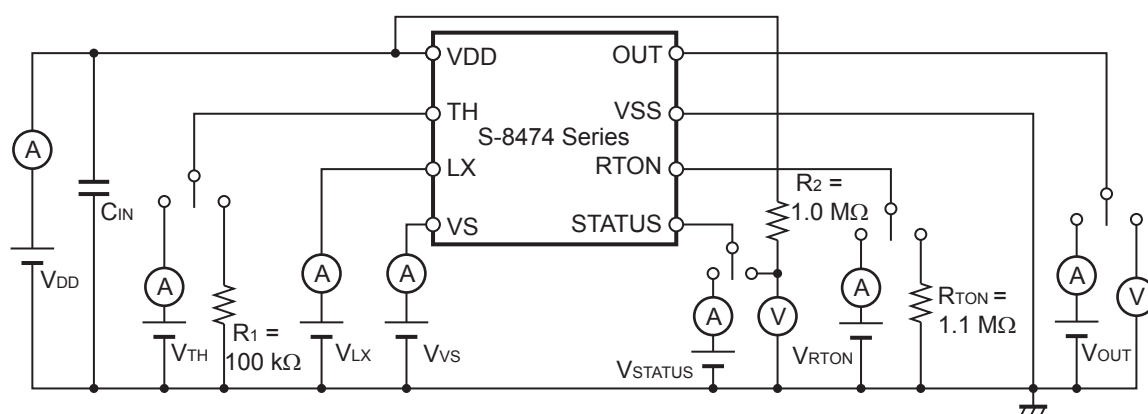 VDD
TH
LX
VS
S-8474 Series
OUT
VSS
RTON
STATUS
A
VDD
CIN
A
VTH
R1 =
100 kΩ
A
VLX
A
VVS
A
VSTATUS
R2 =
1.0 MΩ
V
A
VRTON
RTON =
1.1 MΩ
A
VOUT
V